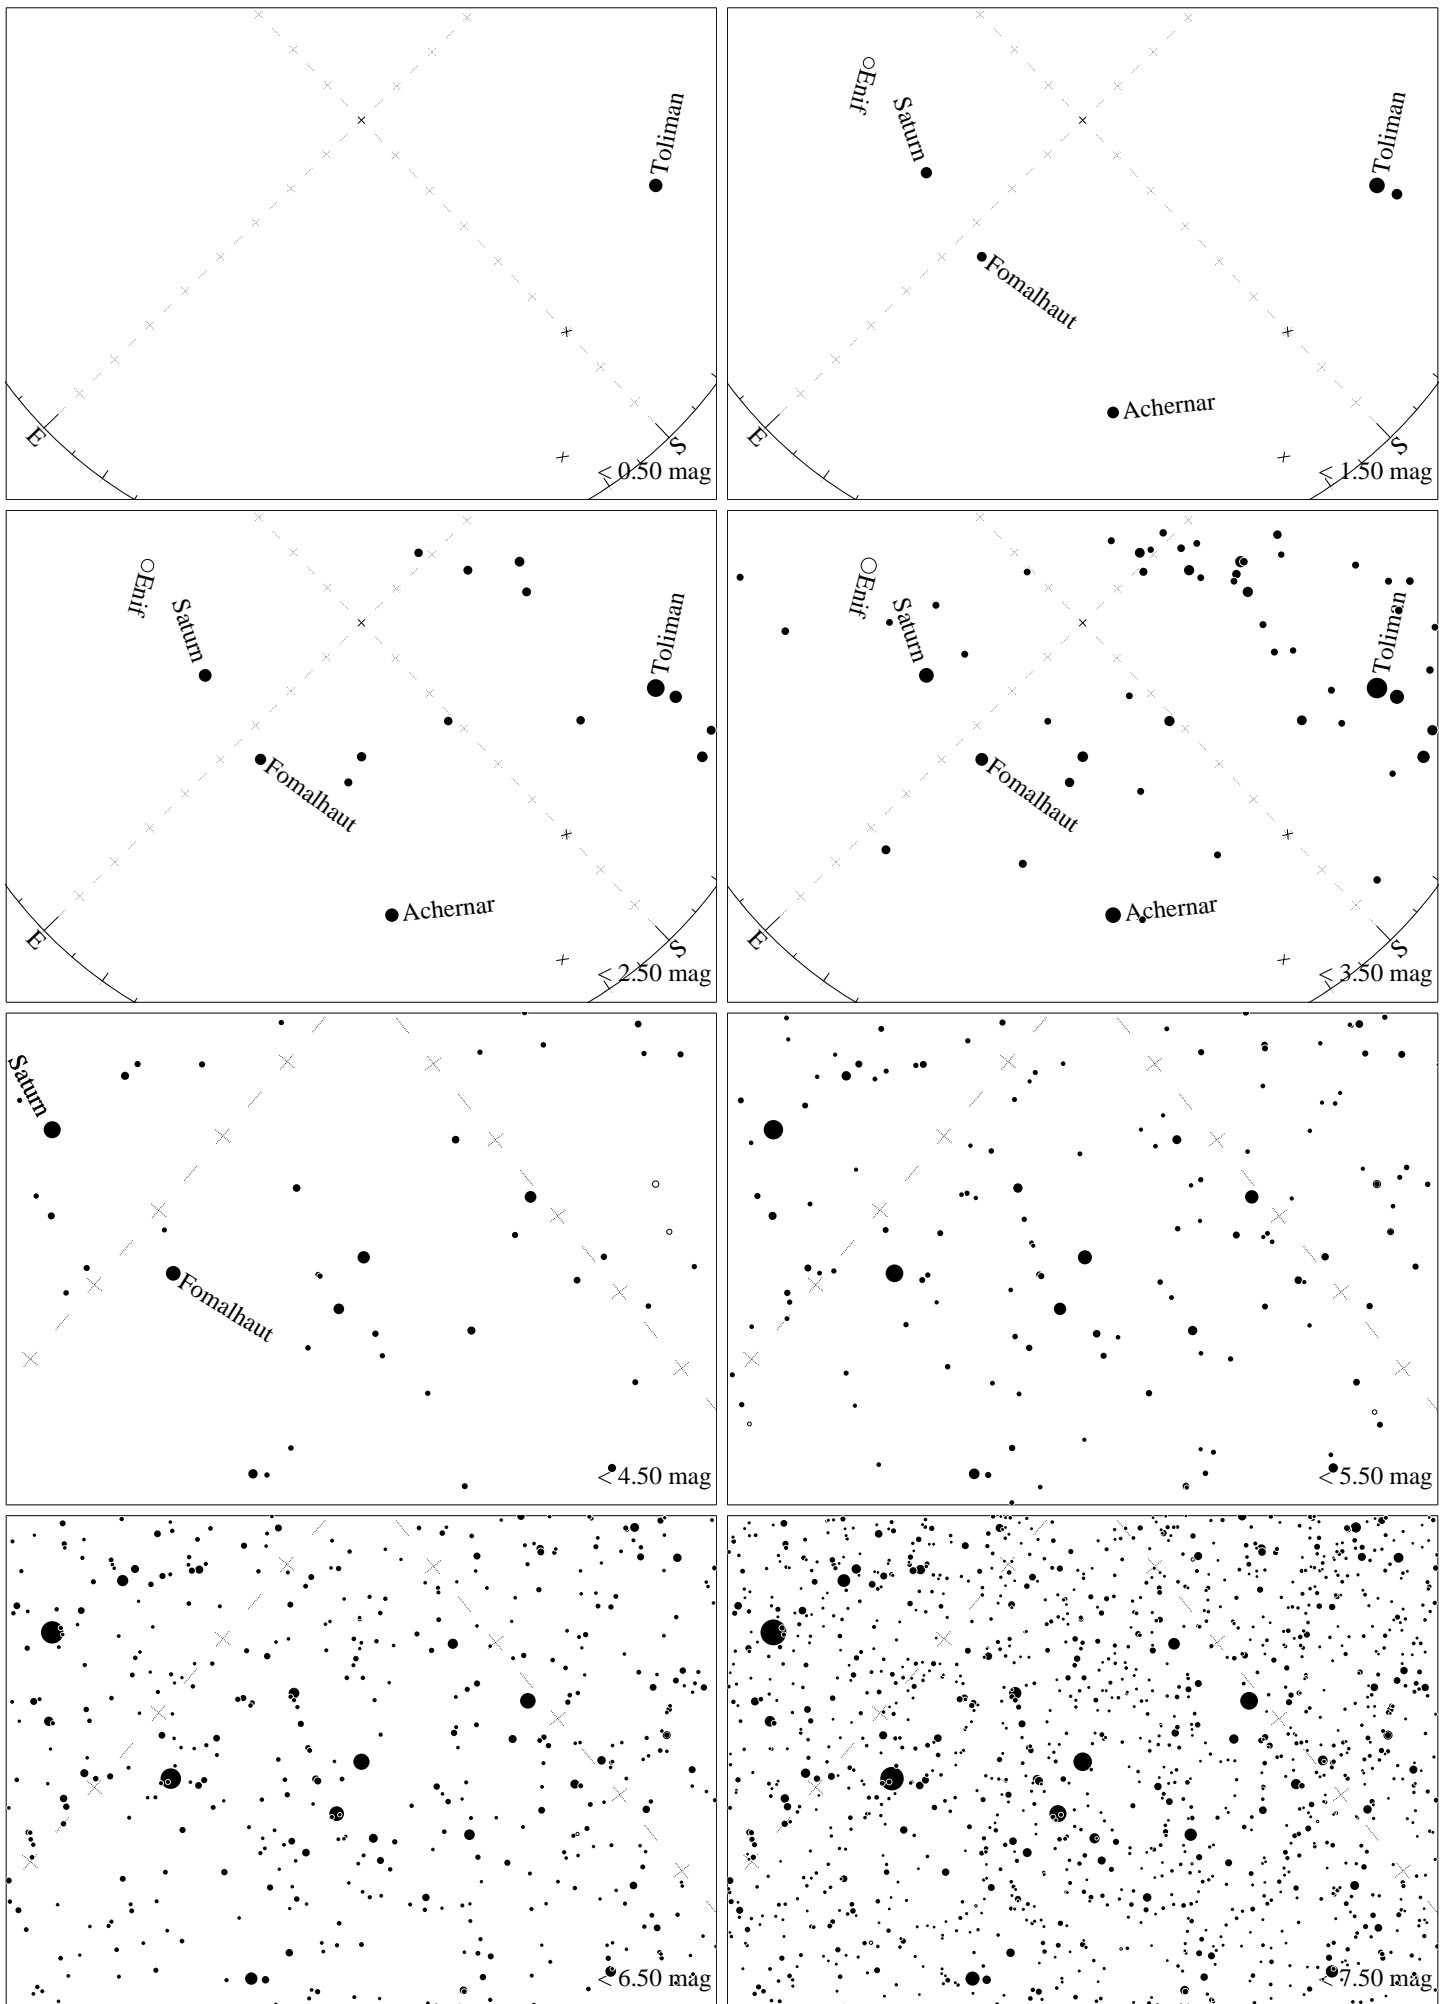 Toliman
E
S
< 0.50 mag
Enif
Saturn
Toliman
Fomalhaut
Achernar
E
S
< 1.50 mag
Enif
Saturn
Toliman
Fomalhaut
Achernar
E
S
< 2.50 mag
Enif
Saturn
Toliman
Fomalhaut
Achernar
E
S
< 3.50 mag
Saturn
Fomalhaut
< 4.50 mag
< 5.50 mag
< 6.50 mag
< 7.50 mag